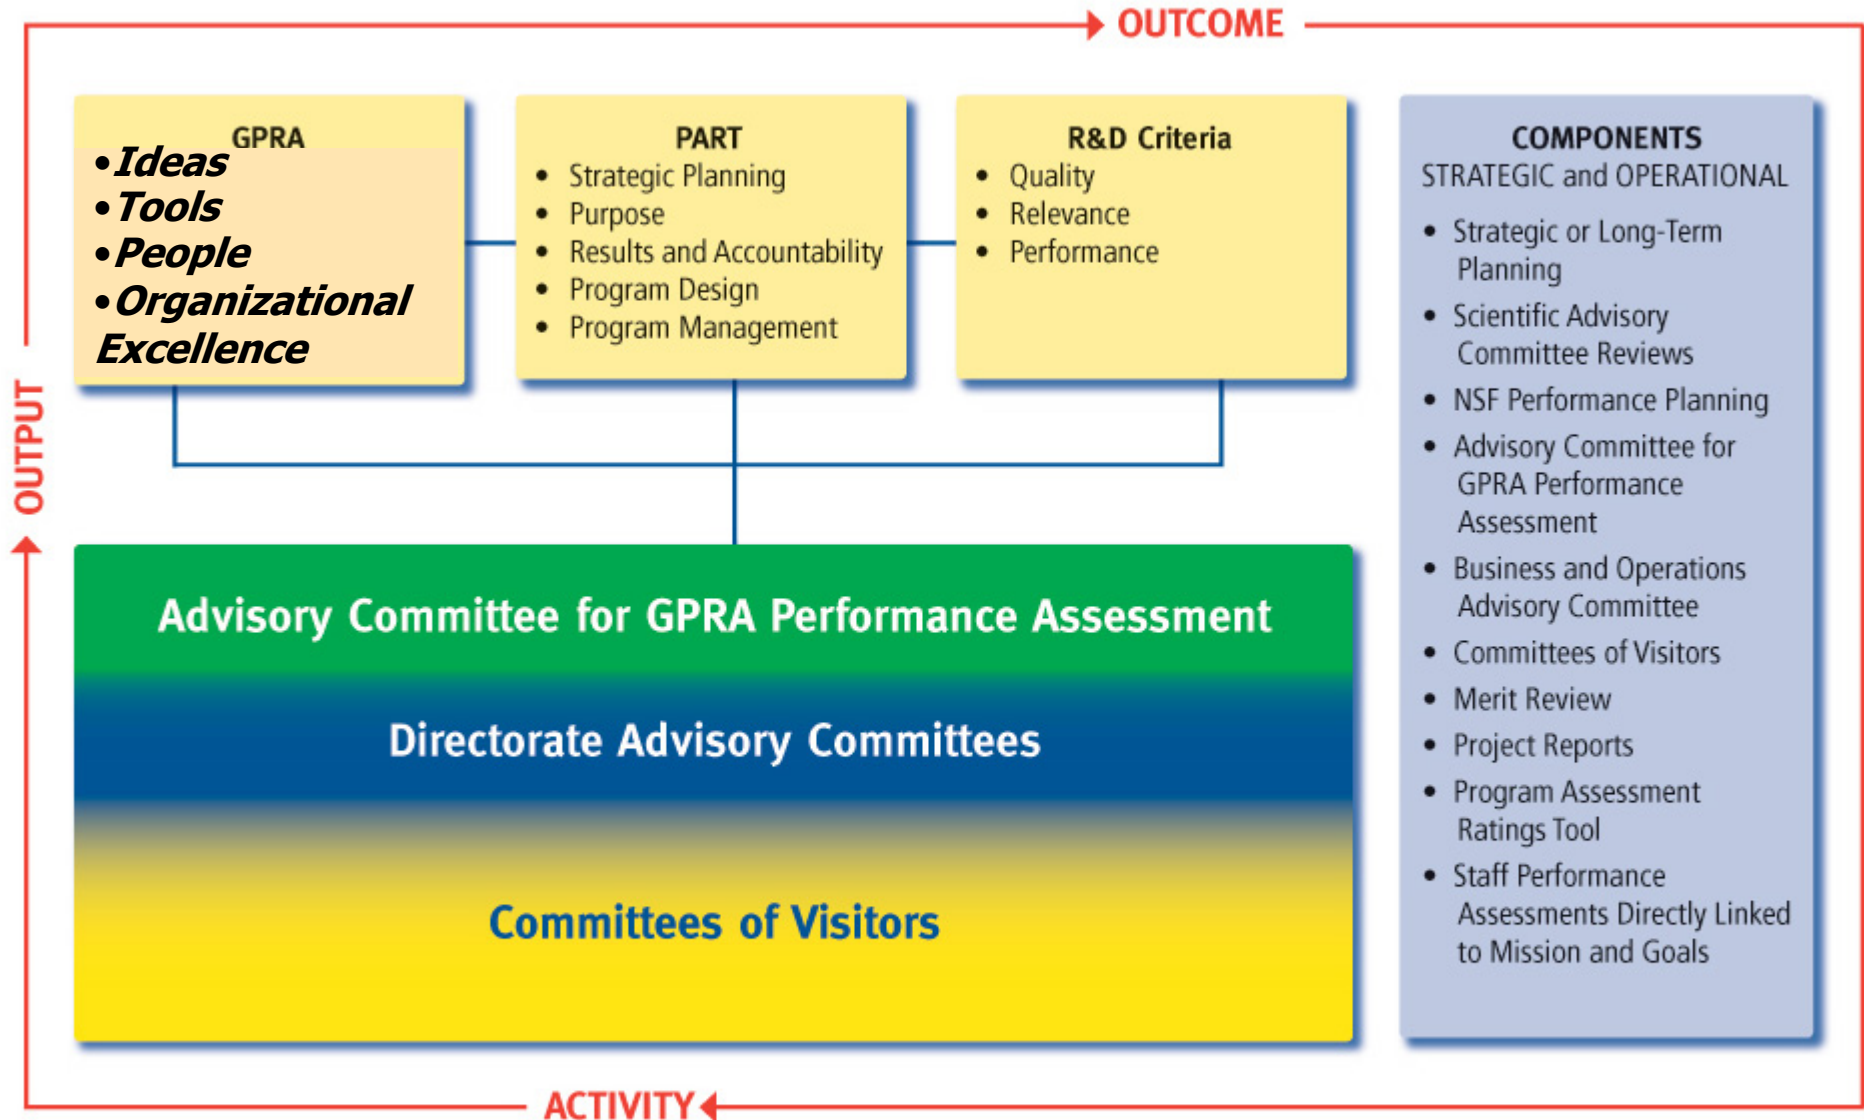 OUTCOME
GPRA
•Ideas
•Tools
•People
•Organizational
Excellence
PART
• Strategic Planning
• Purpose
• Results and Accountability
• Program Design
• Program Management
R&D Criteria
• Quality
• Relevance
• Performance
COMPONENTS
STRATEGIC and OPERATIONAL
• Strategic or Long-Term
Planning
• Scientific Advisory
Committee Reviews
• NSF Performance Planning
• Advisory Committee for
GPRA Performance
Assessment
• Business and Operations
Advisory Committee
• Committees of Visitors
• Merit Review
• Project Reports
• Program Assessment
Ratings Tool
• Staff Performance
Assessments Directly Linked
to Mission and Goals
OUTPUT
Advisory Committee for GPRA Performance Assessment
Directorate Advisory Committees
Committees of Visitors
ACTIVITY